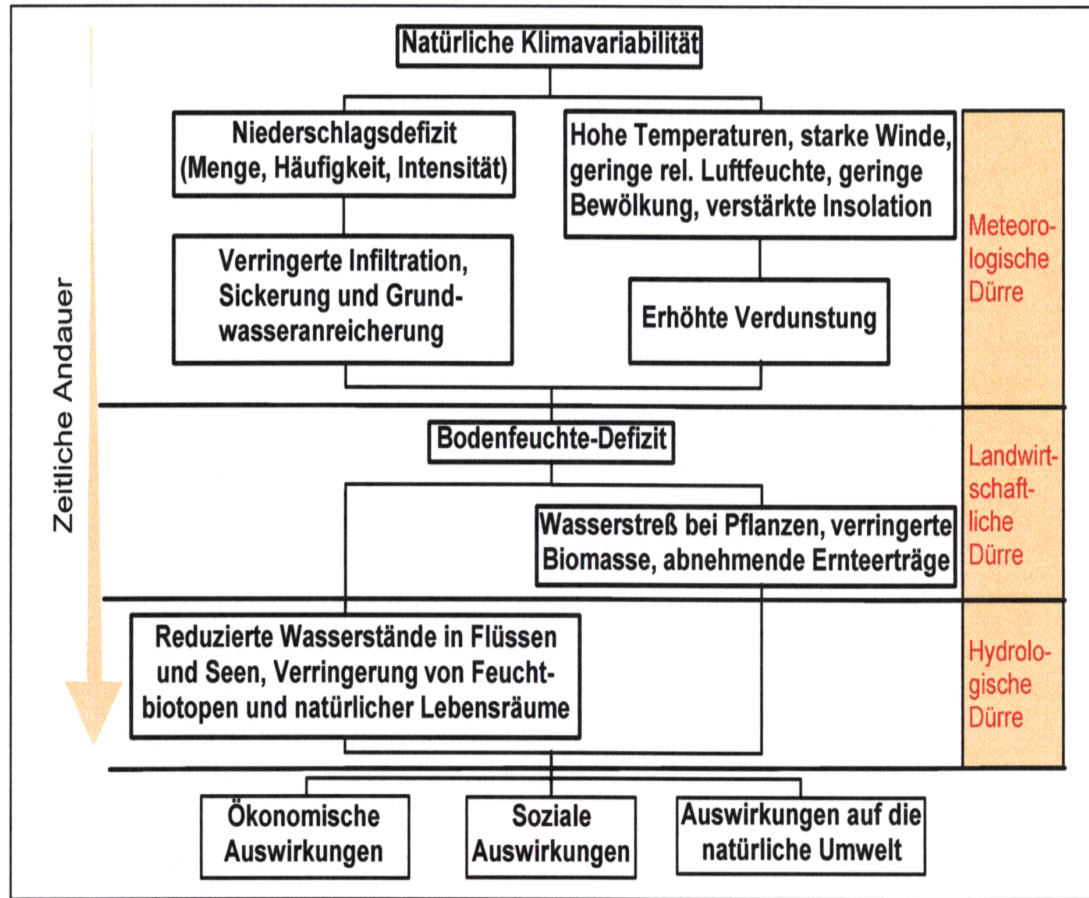 Natürliche Klimavariabilität
Niederschlagsdefizit
(Menge, Häufigkeit, Intensität)
Hohe Temperaturen, starke Winde,
geringe rel. Luftfeuchte, geringe
Bewölkung, verstärkte Insolation
Verringerte Infiltration,
Sickerung und Grund-
wasseranreicherung
Erhöhte Verdunstung
Meteoro-
logische
Dürre
Zeitliche Andauer
Bodenfeuchte-Defizit
Wasserstreß bei Pflanzen, verringerte
Biomasse, abnehmende Ernteerträge
Landwirt-
schaft-
liche
Dürre
Reduzierte Wasserstände in Flüssen
und Seen, Verringerung von Feucht-
biotopen und natürlicher Lebensräume
Hydrolo-
gische
Dürre
Ökonomische
Auswirkungen
Soziale
Auswirkungen
Auswirkungen auf die
natürliche Umwelt